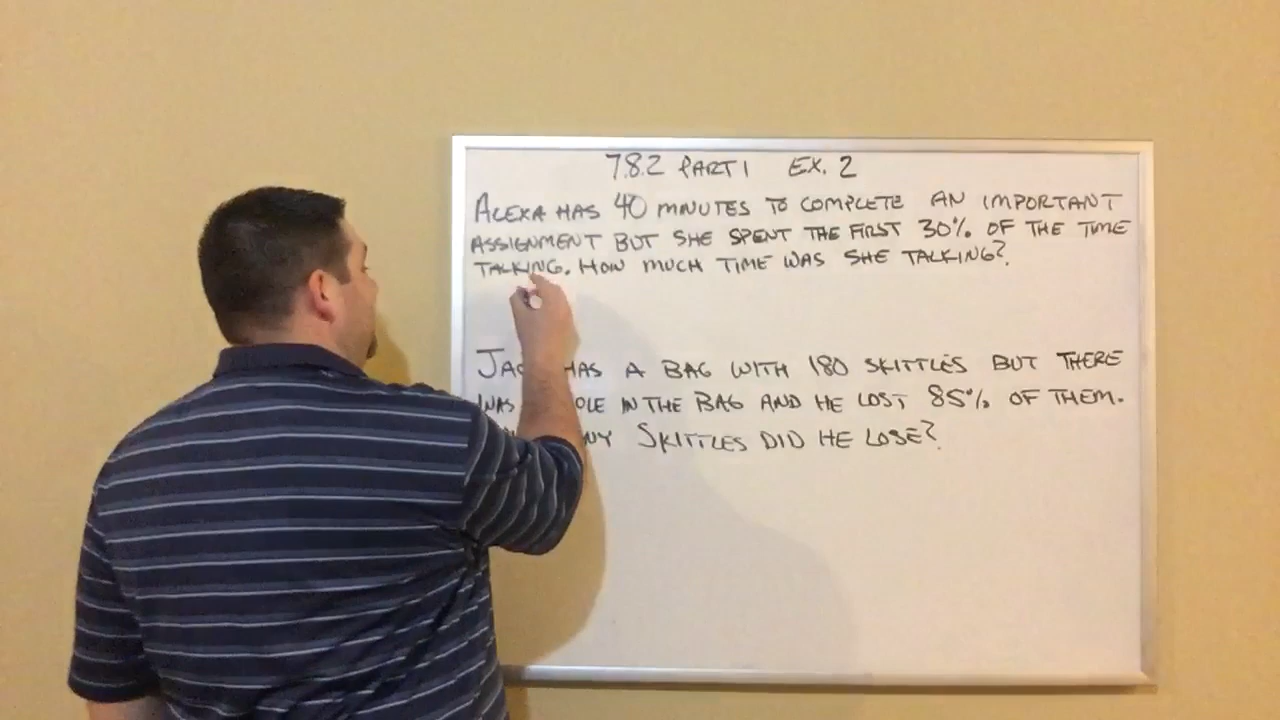 7.8.2 PART 1 EX. 2
ALEXA HAS 40 MINUTES TO COMPLETE AN IMPORTANT
ASSIGNMENT BUT SHE SPENT THE FIRST 30% OF THE TIME
TALKING. HOW MUCH TIME WAS SHE TALKING?
HAS A BAG WITH 180 SKITTLES BUT THERE
WAS IN THE BAG AND HE LOST 85% OF THEM.
SKITTLES DID HE LOSE?